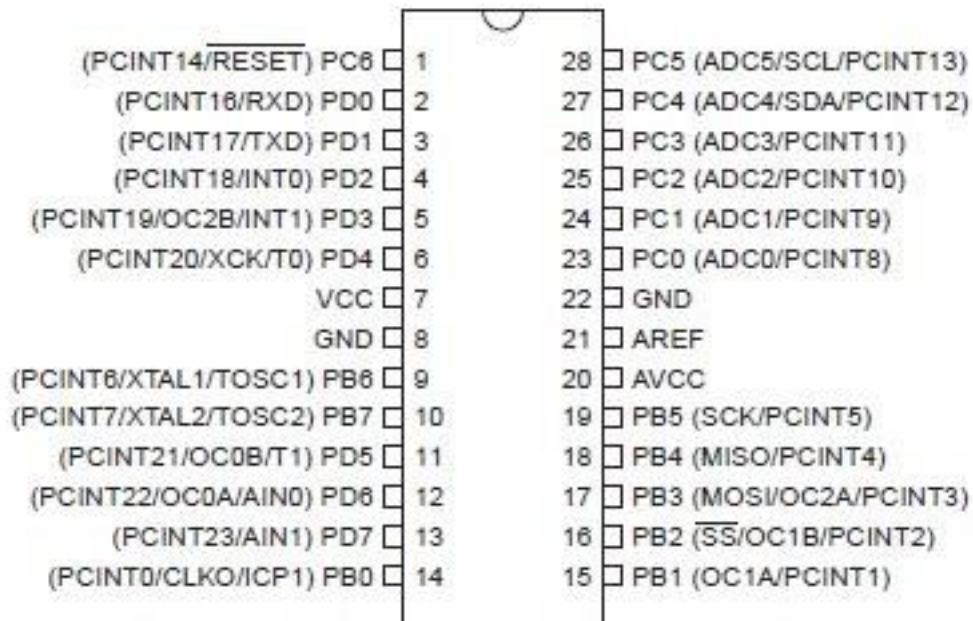 (PCINT14/RESET) PC6 1 28 PC5 (ADC5/SCL/PCINT13)
(PCINT16/RXD) PD0 2 27 PC4 (ADC4/SDA/PCINT12)
(PCINT17/TXD) PD1 3 26 PC3 (ADC3/PCINT11)
(PCINT18/INT0) PD2 4 25 PC2 (ADC2/PCINT10)
(PCINT19/OC2B/INT1) PD3 5 24 PC1 (ADC1/PCINT9)
(PCINT20/XCK/T0) PD4 6 23 PC0 (ADC0/PCINT8)
VCC 7 22 GND
GND 8 21 AREF
(PCINT6/XTAL1/TOSC1) PB6 9 20 AVCC
(PCINT7/XTAL2/TOSC2) PB7 10 19 PB5 (SCK/PCINT5)
(PCINT21/OC0B/T1) PD5 11 18 PB4 (MISO/PCINT4)
(PCINT22/OC0A/AIN0) PD6 12 17 PB3 (MOSI/OC2A/PCINT3)
(PCINT23/AIN1) PD7 13 16 PB2 (SS/OC1B/PCINT2)
(PCINT0/CLKO/ICP1) PB0 14 15 PB1 (OC1A/PCINT1)